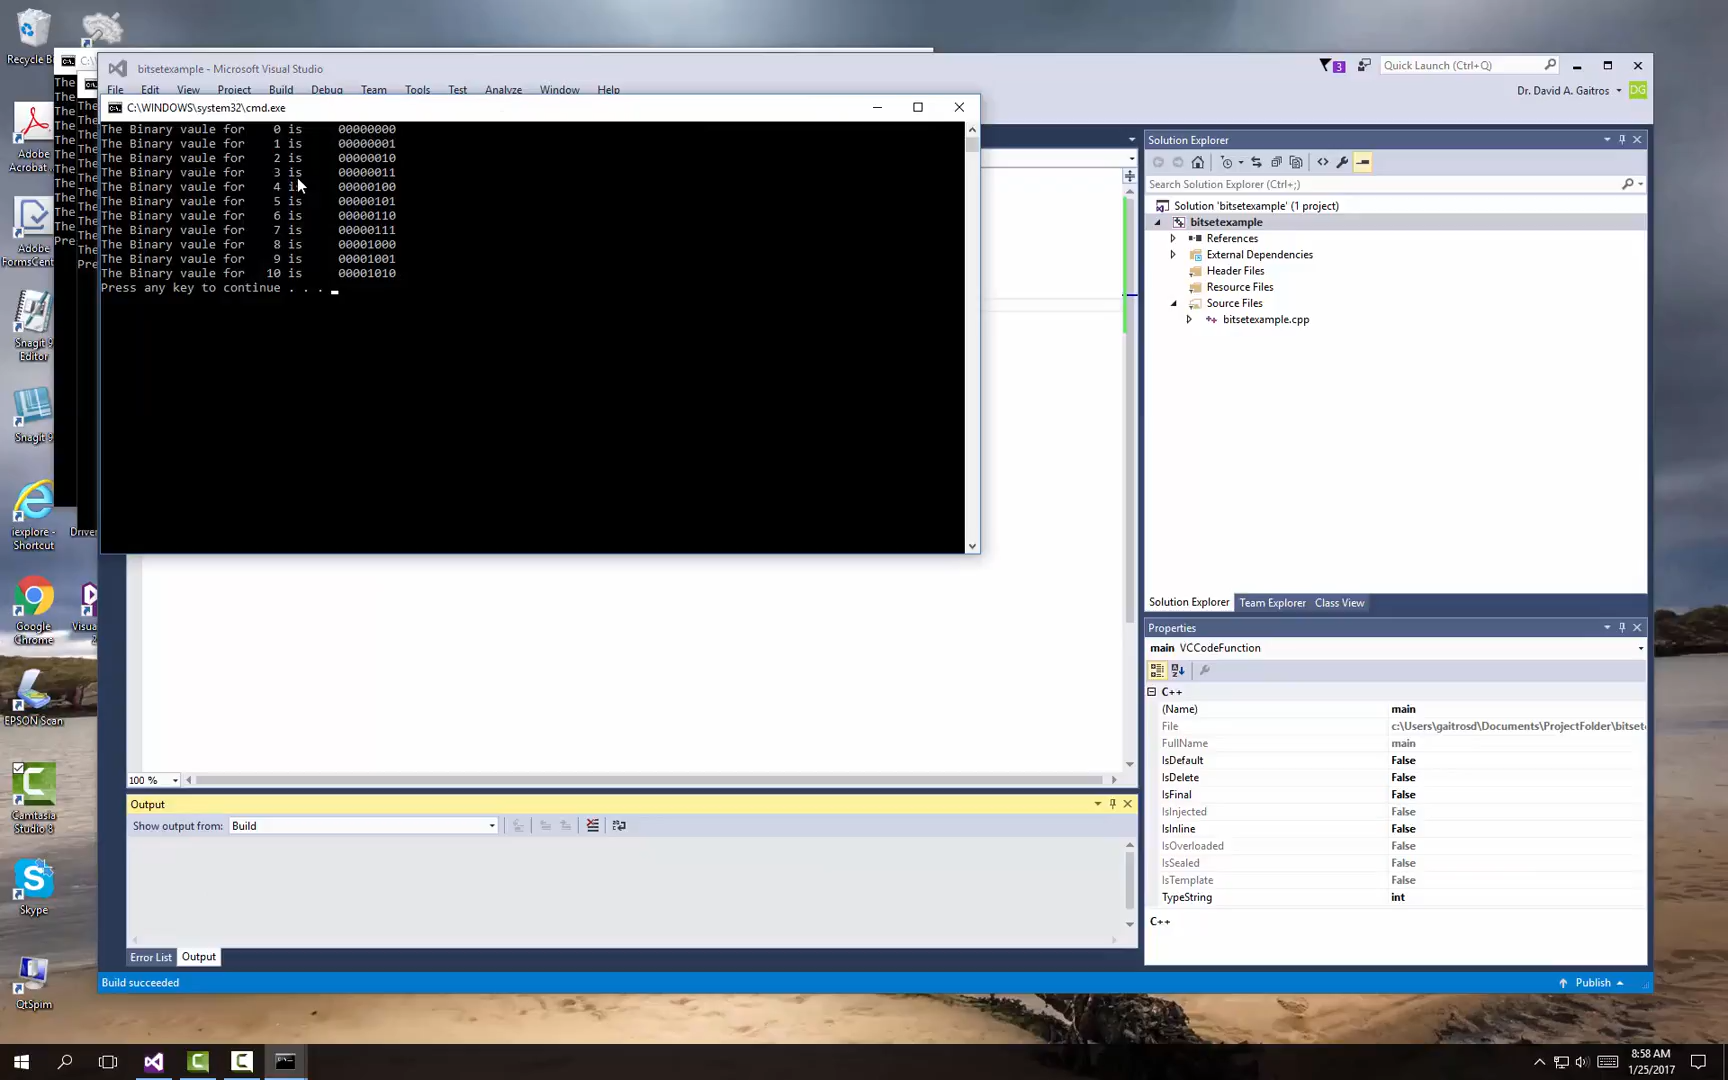 Recycle B
bitsetexample - Microsoft Visual Studio
3
Quick Launch (Ctrl+Q)
File Edit View Project Build Debug Team Tools Test Analyze Window Help
Dr. David A. Gaitros
DG
C:\WINDOWS\system32\cmd.exe
The Binary vaule for 0 is 00000000
The Binary vaule for 1 is 00000001
The Binary vaule for 2 is 00000010
The Binary vaule for 3 is 00000011
The Binary vaule for 4 is 00000100
The Binary vaule for 5 is 00000101
The Binary vaule for 6 is 00000110
The Binary vaule for 7 is 00000111
The Binary vaule for 8 is 00001000
The Binary vaule for 9 is 00001001
The Binary vaule for 10 is 00001010
Press any key to continue . . .
Solution Explorer
Search Solution Explorer (Ctrl+;)
Solution 'bitsetexample' (1 project)
bitsetexample
References
External Dependencies
Header Files
Resource Files
Source Files
bitsetexample.cpp
Solution Explorer Team Explorer Class View
Properties
main VCCodeFunction
C++
(Name) main
File c:\Users\gaitrosd\Documents\ProjectFolder\bitset
FullName main
IsDefault False
IsDelete False
IsFinal False
IsInjected False
IsInline False
IsOverloaded False
IsSealed False
IsTemplate False
TypeString int
C++
100 %
Output
Show output from: Build
Error List Output
Build succeeded
Publish
Adobe
Acrobat...
Adobe
FormsCent
Snagit 9
Editor
Snagit 9
iexplore -
Shortcut
Driver
Google
Chrome
Visua
EPSON Scan
Camtasia
Studio 8
Skype
QtSpim
8:58 AM
1/25/2017